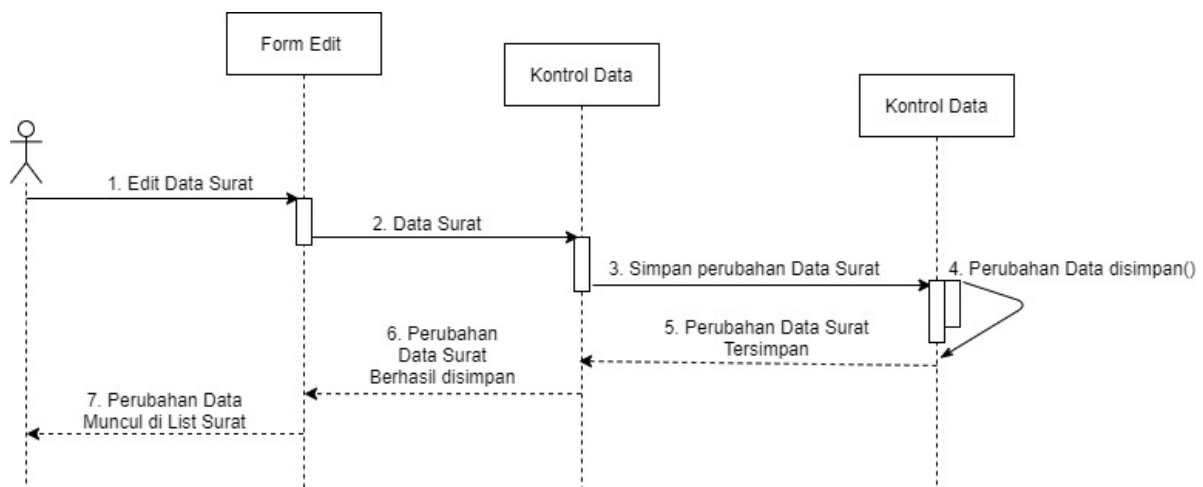 Form Edit
Kontrol Data
Kontrol Data
1. Edit Data Surat
2. Data Surat
3. Simpan perubahan Data Surat
4. Perubahan Data disimpan()
5. Perubahan Data Surat
Tersimpan
6. Perubahan
Data Surat
Berhasil disimpan
7. Perubahan Data
Muncul di List Surat